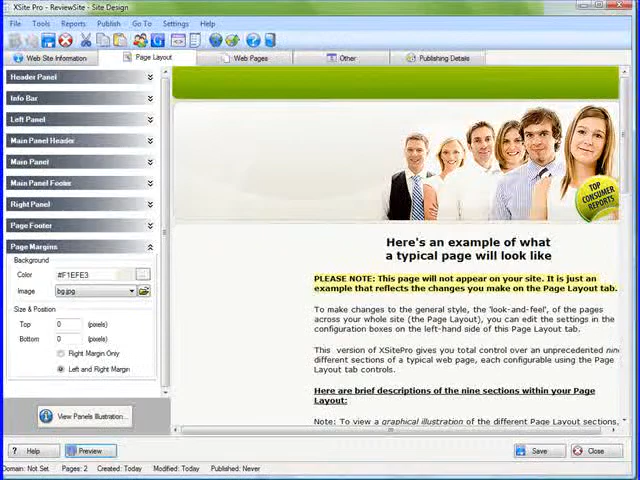 XSite Pro - ReviewSite - Site Design
File Tools Reports Publish Go To Settings Help
Web Site Information Page Layout Web Pages Other Publishing Details
Header Panel
Info Bar
Left Panel
Main Panel Header
Main Panel
Main Panel Footer
Right Panel
Page Footer
Page Margins
Background
Color #F1EFE3
Image bg.jpg
Size & Position
Top 0 (pixels)
Bottom 0 (pixels)
Right Margin Only
Left and Right Margin
View Panels Illustration...
TOP
CONSUMER
REPORTS
Here's an example of what
a typical page will look like
PLEASE NOTE: This page will not appear on your site. It is just an
example that reflects the changes you make on the Page Layout tab.
To make changes to the general style, the 'look-and-feel', of the pages
across your whole site (the Page Layout), you can edit the settings in the
configuration boxes on the left-hand side of this Page Layout tab.
This version of XSitePro gives you total control over an unprecedented nine
different sections of a typical web page, each configurable using the Page
Layout tab controls.
Here are brief descriptions of the nine sections within your Page
Layout:
Note: To view a graphical illustration of the different Page Layout sections,
? Help Preview Save Close
Domain: Not Set Pages: 2 Created: Today Modified: Today Published: Never